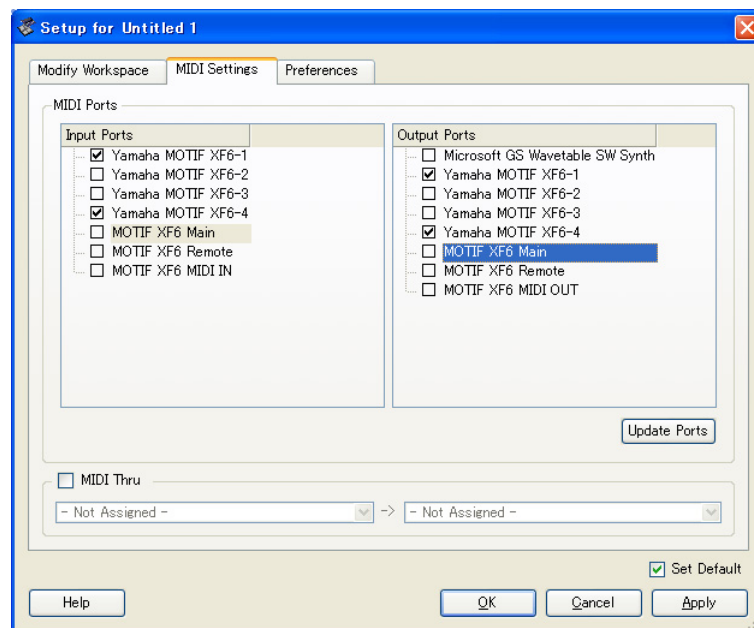 Setup for Untitled 1
Modify Workspace MIDI Settings Preferences
MIDI Ports
Input Ports
Yamaha MOTIF XF6-1
Yamaha MOTIF XF6-2
Yamaha MOTIF XF6-3
Yamaha MOTIF XF6-4
MOTIF XF6 Main
MOTIF XF6 Remote
MOTIF XF6 MIDI IN
Output Ports
Microsoft GS Wavetable SW Synth
Yamaha MOTIF XF6-1
Yamaha MOTIF XF6-2
Yamaha MOTIF XF6-3
Yamaha MOTIF XF6-4
MOTIF XF6 Main
MOTIF XF6 Remote
MOTIF XF6 MIDI OUT
Update Ports
MIDI Thru
- Not Assigned - -> - Not Assigned -
Set Default
Help OK Cancel Apply